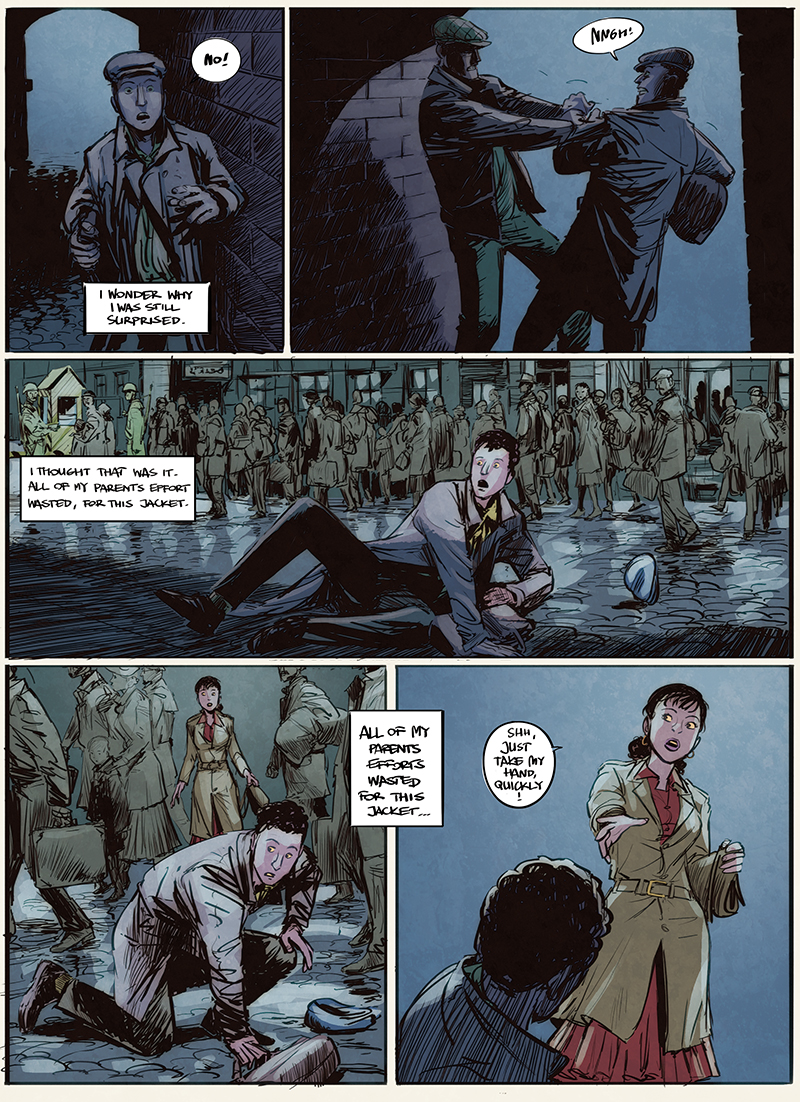 NO!
I WONDER WHY
I WAS STILL
SURPRISED.
NNGH!
I THOUGHT THAT WAS IT.
ALL OF MY PARENTS EFFORT
WASTED, FOR THIS JACKET.
ALL OF MY
PARENTS
EFFORTS
WASTED
FOR THIS
JACKET...
SHH,
JUST
TAKE MY
HAND,
QUICKLY
!